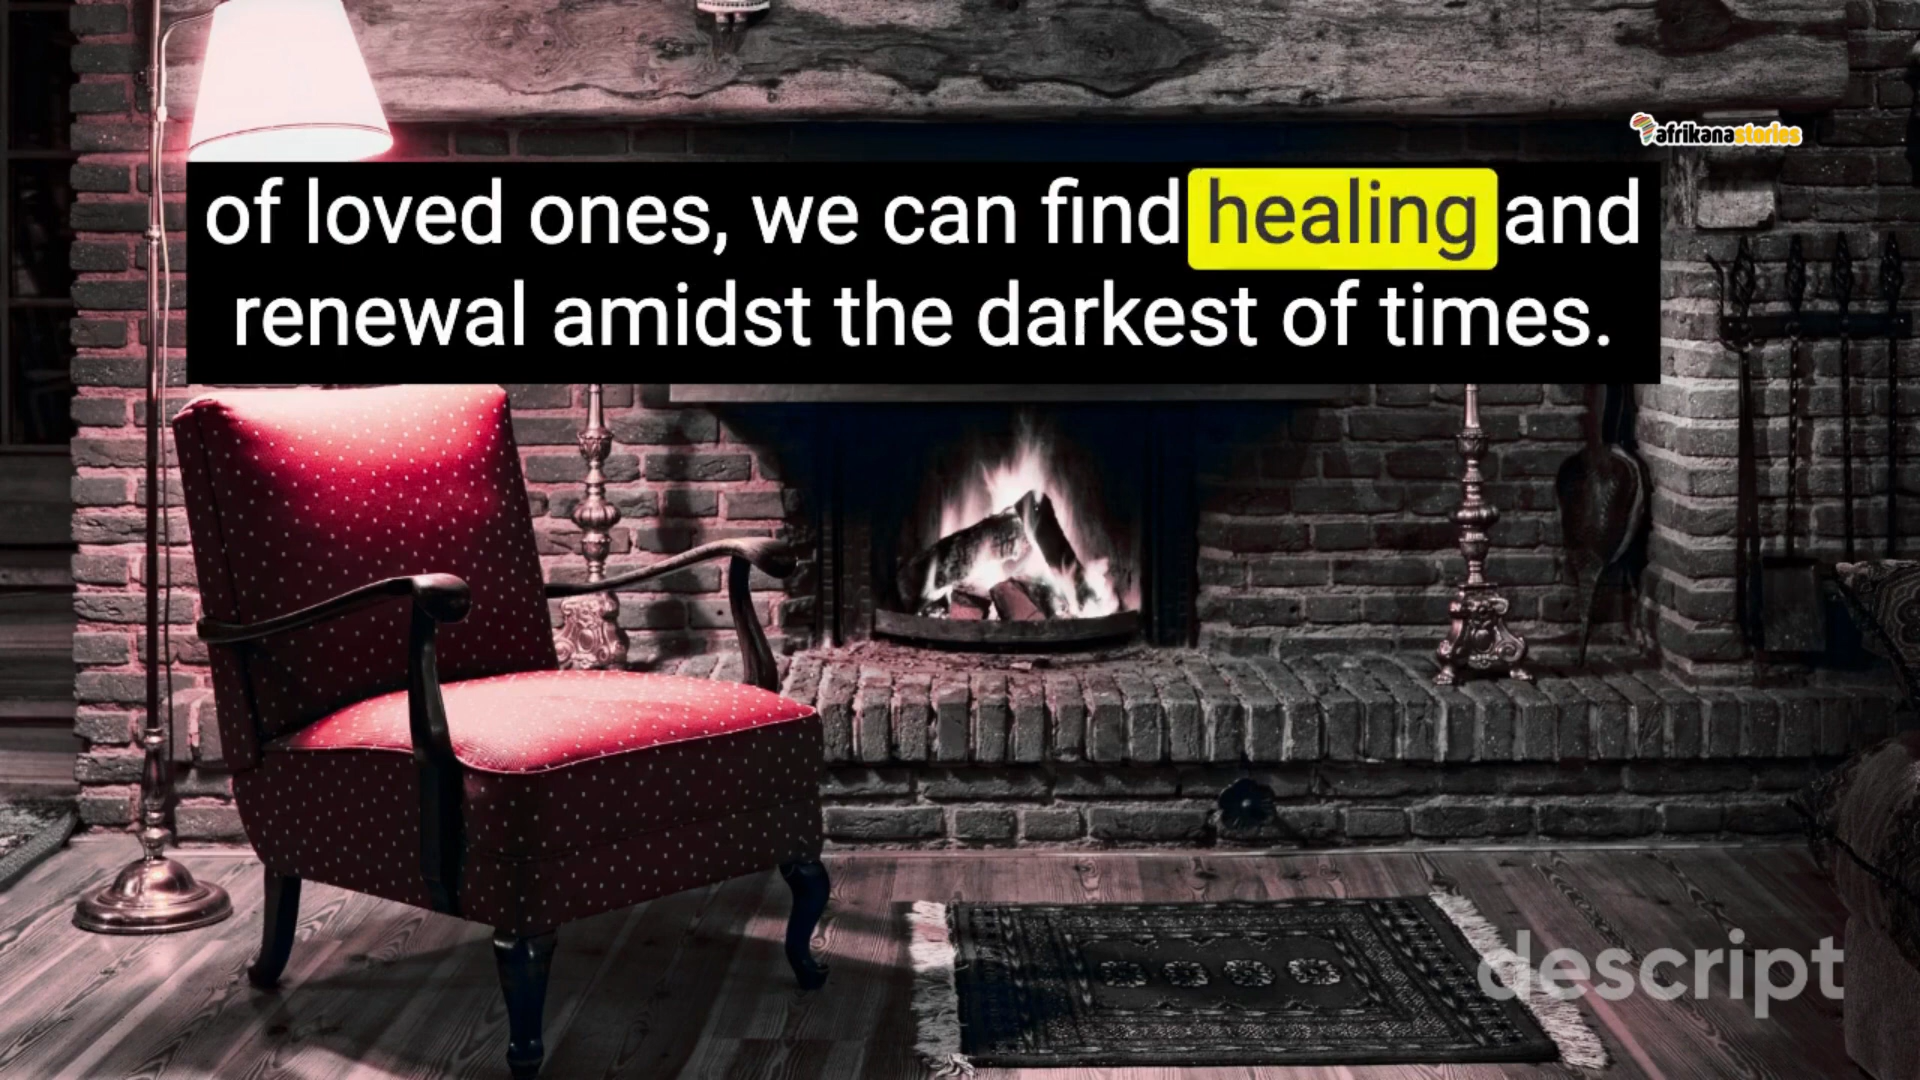 afrikanastories
of loved ones, we can find healing and
renewal amidst the darkest of times.
descript